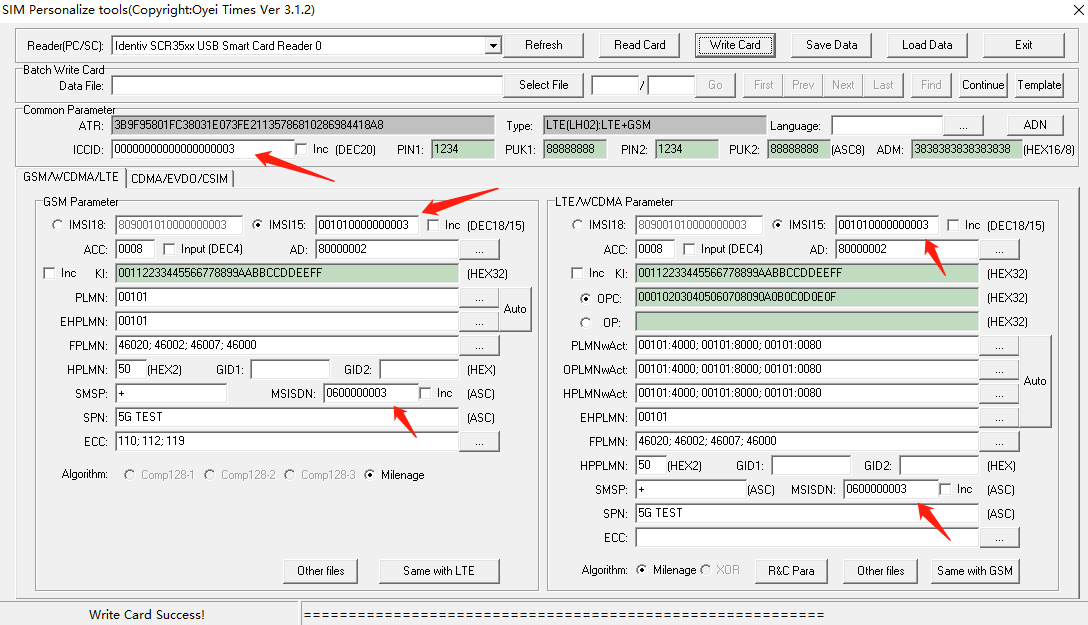 SIM Personalize tools(Copyright:Oyei Times Ver 3.1.2)
Reader(PC/SC): Identiv SCR35xx USB Smart Card Reader 0 Refresh Read Card Write Card Save Data Load Data Exit
Batch Write Card
Data File: Select File / Go First Prev Next Last Find Continue Template
Common Parameter
ATR: 3B9F95801FC38031E073FE21135786810286984418A8 Type: LTE(LH02):LTE+GSM Language: ... ADN
ICCID: 00000000000000000003 Inc (DEC20) PIN1: 1234 PUK1: 88888888 PIN2: 1234 PUK2: 88888888 (ASC8) ADM: 3838383838383838 (HEX16/8)
GSM/WCDMA/LTE CDMA/EVDO/CSIM
GSM Parameter
IMSI18: 809001010000000003 IMSI15: 001010000000003 Inc (DEC18/15)
ACC: 0008 Input (DEC4) AD: 80000002 ...
Inc KI: 00112233445566778899AABBCCDDEEFF (HEX32)
PLMN: 00101 ... Auto
EHPLMN: 00101 ...
FPLMN: 46020; 46002; 46007; 46000 ...
HPLMN: 50 (HEX2) GID1: GID2: (HEX)
SMSP: + MSISDN: 0600000003 Inc (ASC)
SPN: 5G TEST (ASC)
ECC: 110; 112; 119 ...
Algorithm: Comp128-1 Comp128-2 Comp128-3 Milenage
Other files Same with LTE
LTE/WCDMA Parameter
IMSI18: 809001010000000003 IMSI15: 001010000000003 Inc (DEC18/15)
ACC: 0008 Input (DEC4) AD: 80000002 ...
Inc KI: 00112233445566778899AABBCCDDEEFF (HEX32)
OPC: 000102030405060708090A0B0C0D0E0F (HEX32)
OP: (HEX32)
PLMNwAct: 00101:4000; 00101:8000; 00101:0080 ...
OPLMNwAct: 00101:4000; 00101:8000; 00101:0080 ... Auto
HPLMNwAct: 00101:4000; 00101:8000; 00101:0080 ...
EHPLMN: 00101 ...
FPLMN: 46020; 46002; 46007; 46000 ...
HPPLMN: 50 (HEX2) GID1: GID2: (HEX)
SMSP: + (ASC) MSISDN: 0600000003 Inc (ASC)
SPN: 5G TEST (ASC)
ECC: ...
Algorithm: Milenage XOR R&C Para Other files Same with GSM
Write Card Success! ========================================================